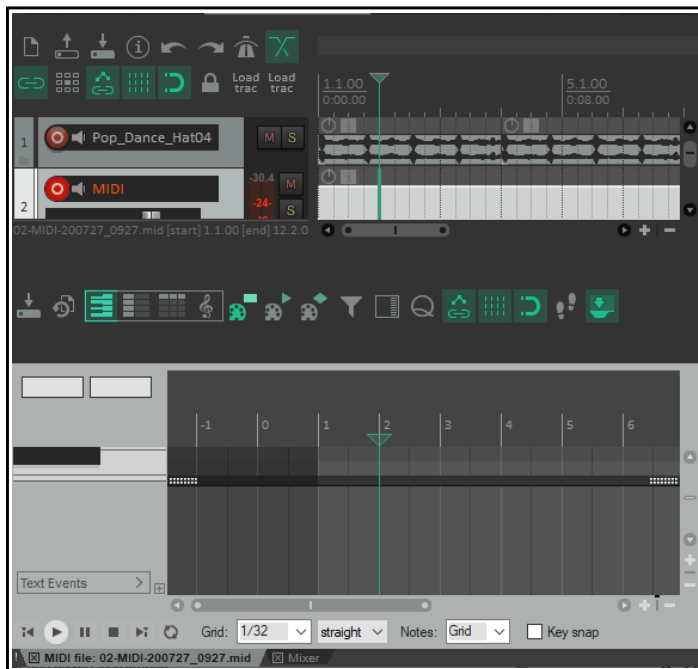 Load Load
trac trac
1.1.00 5.1.00
0:00.00 0:08.00
1 Pop_Dance_Hat04 M S
-30.4
MIDI M
-24-
2 S
02-MIDI-200727_0927.mid [start] 1.1.00 [end] 12.2.0
Q
-1 0 1 2 3 4 5 6
Text Events >
Grid: 1/32 straight Notes: Grid Key snap
! MIDI file: 02-MIDI-200727_0927.mid Mixer